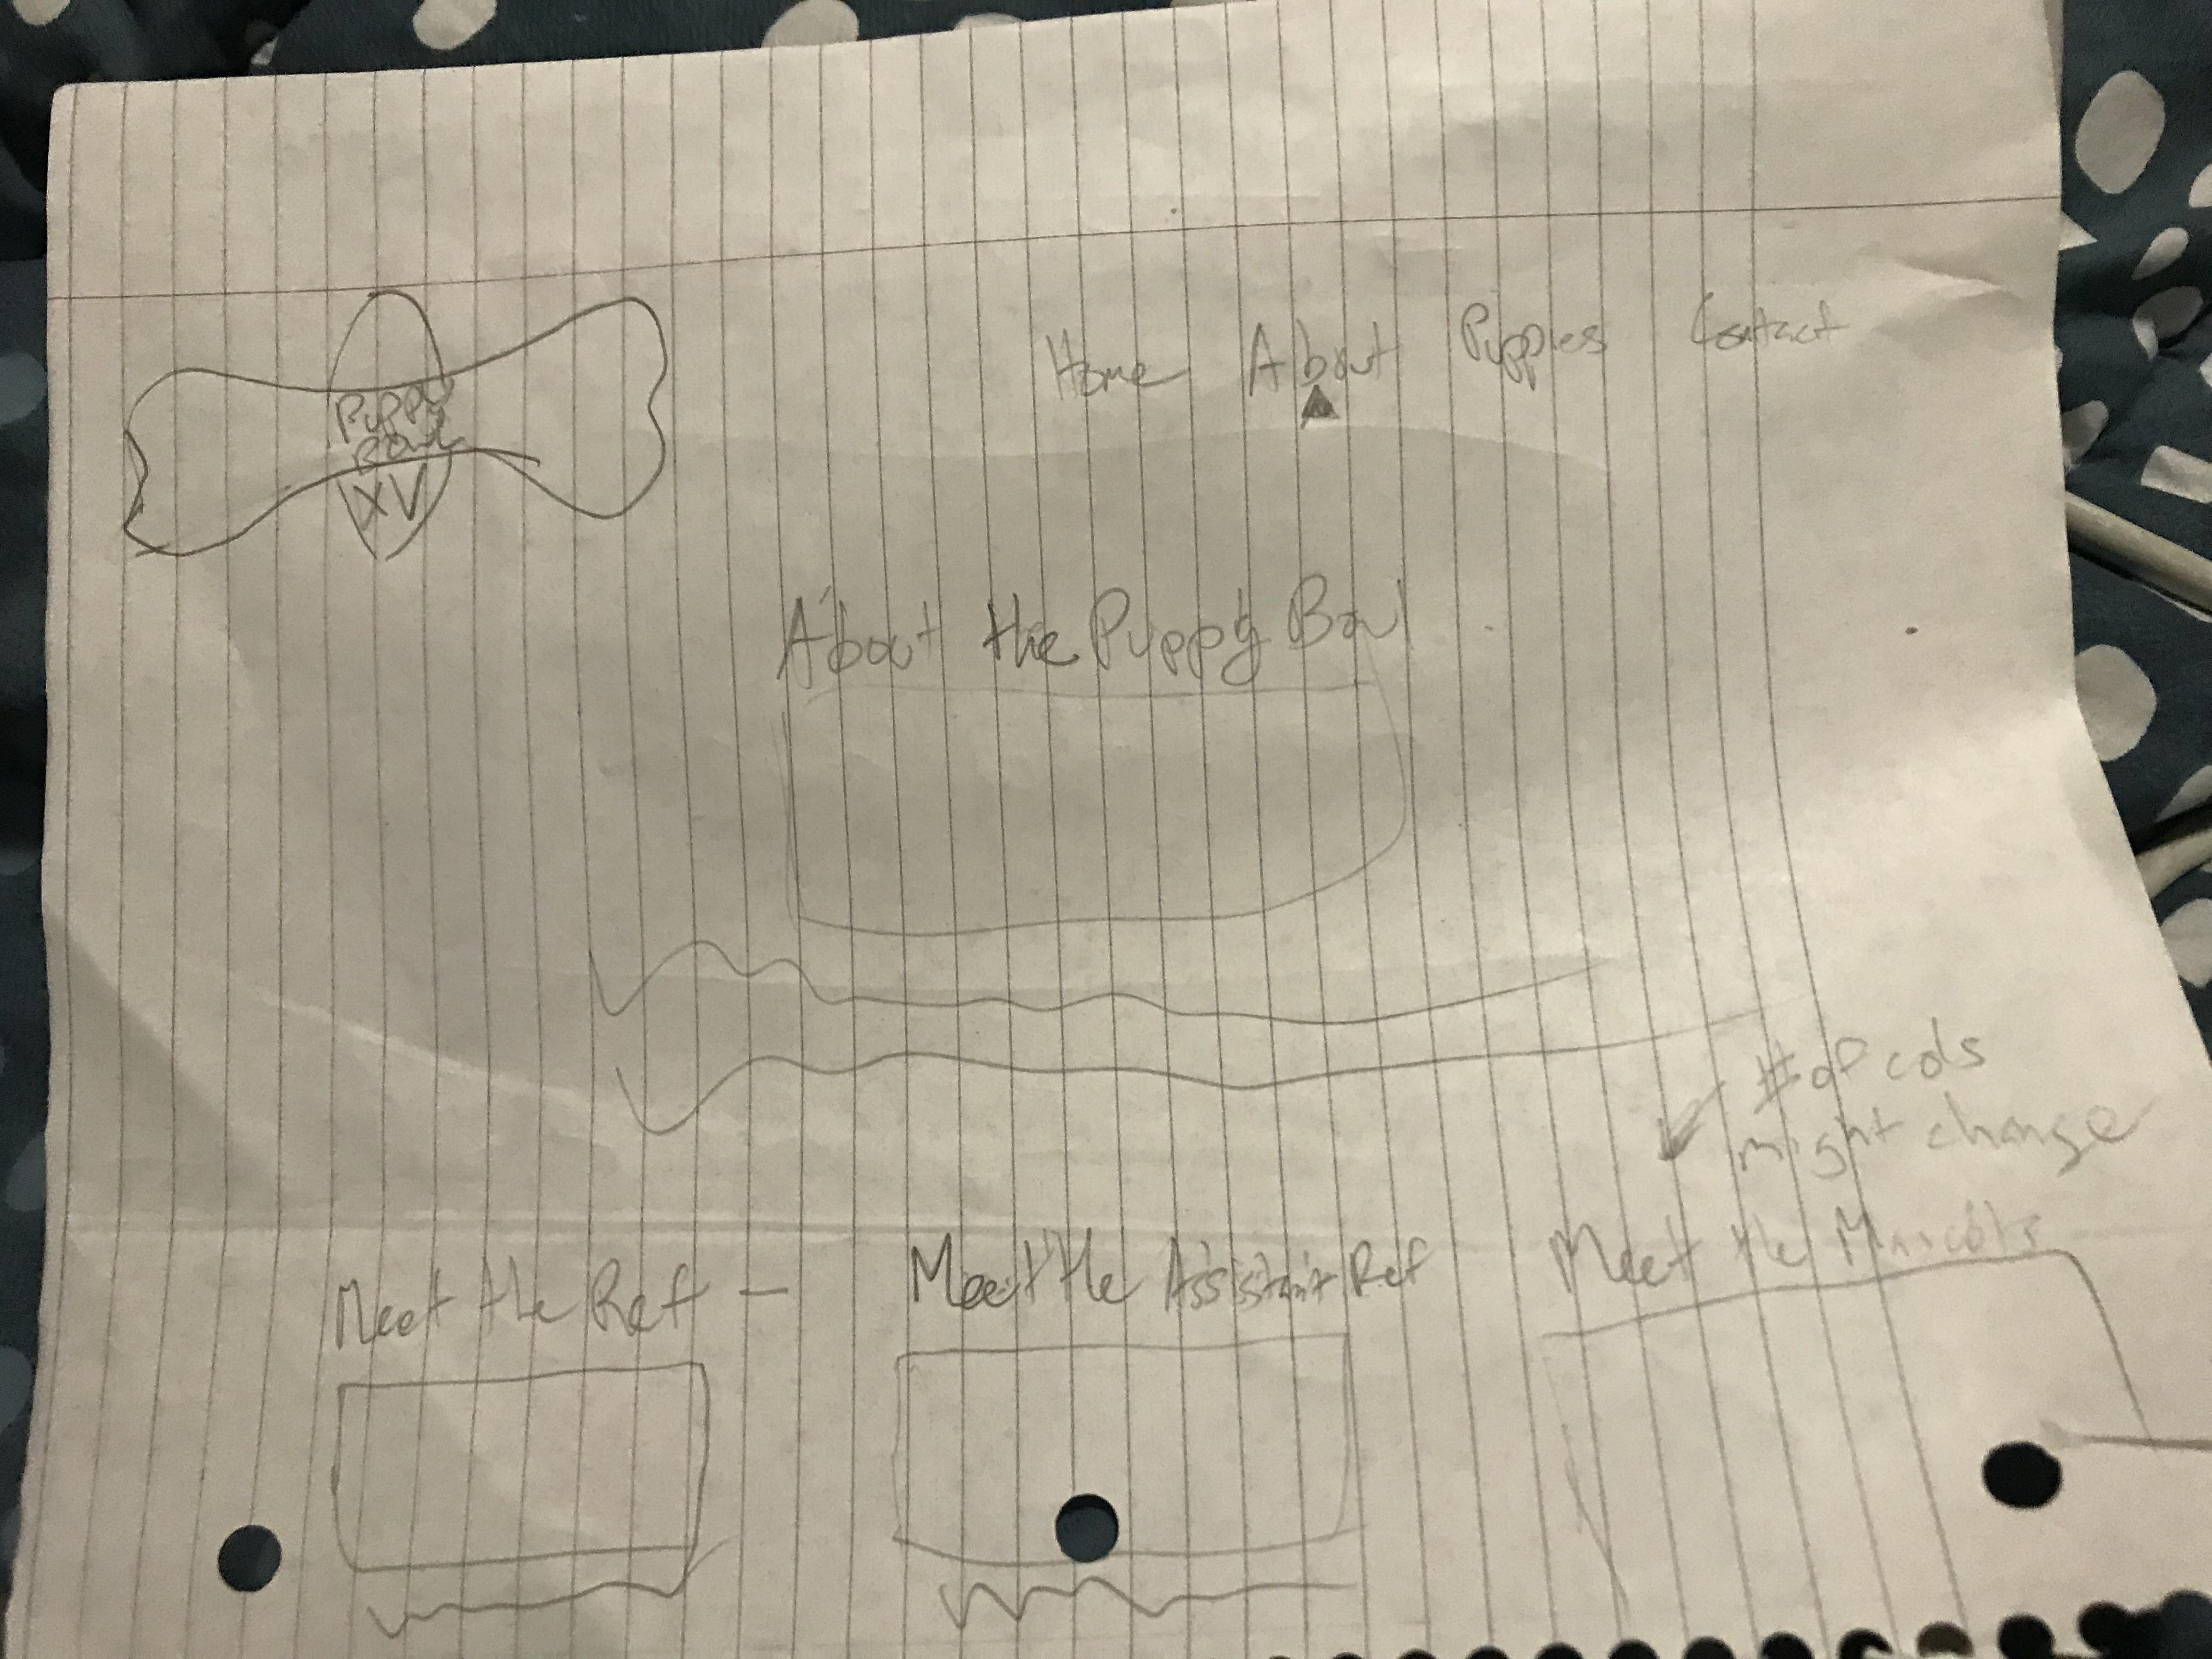 Puppy
Bowl
XV
Home About Puppies Contact
About the Puppy Bowl
# of cols
might change
Meet the Ref —
Meet the Assistant Ref
Meet the Mascots